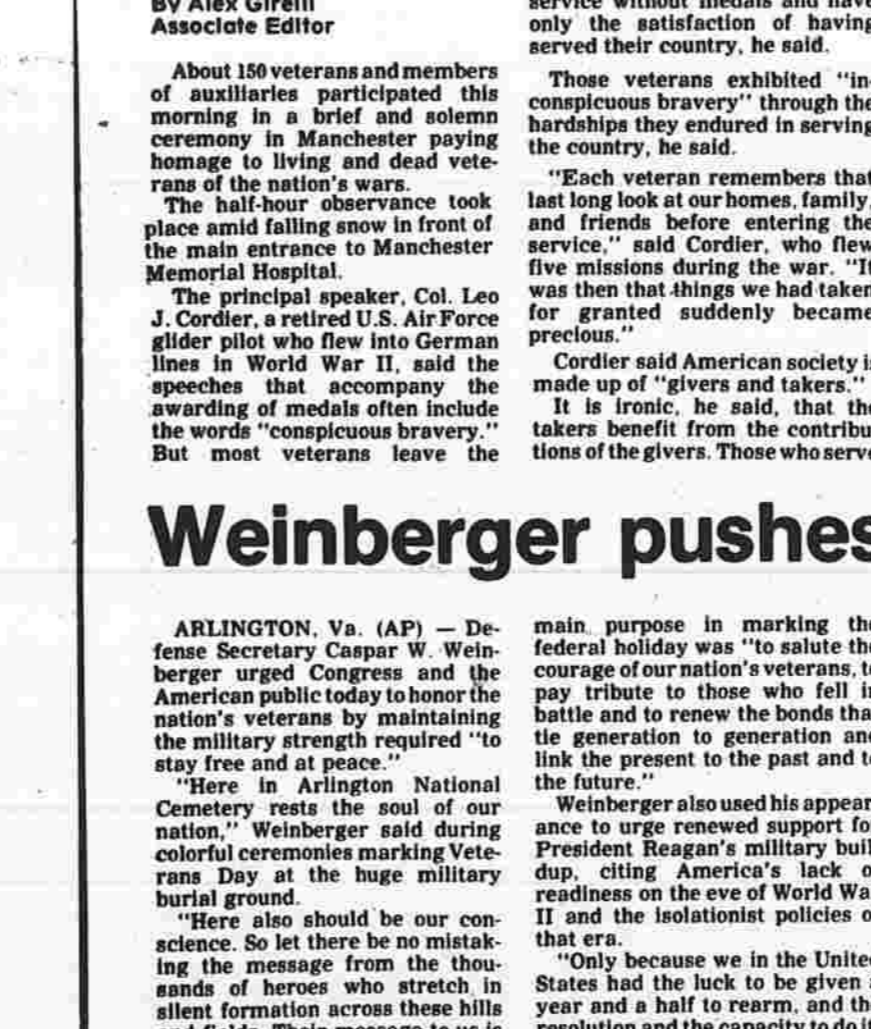 By Alex Girelli
Associate Editor
About 150 veterans and members
of auxiliaries participated this
morning in a brief and solemn
ceremony in Manchester paying
homage to living and dead vete-
rans of the nation's wars.
The half-hour observance took
place amid falling snow in front of
the main entrance to Manchester
Memorial Hospital.
The principal speaker, Col. Leo
J. Cordier, a retired U.S. Air Force
glider pilot who flew into German
lines in World War II, said the
speeches that accompany the
awarding of medals often include
the words "conspicuous bravery."
But most veterans leave the
service without medals and have
only the satisfaction of having
served their country, he said.
Those veterans exhibited "in-
conspicuous bravery" through the
hardships they endured in serving
the country, he said.
"Each veteran remembers that
last long look at our homes, family,
and friends before entering the
service," said Cordier, who flew
five missions during the war. "It
was then that things we had taken
for granted suddenly became
precious."
Cordier said American society is
made up of "givers and takers."
It is ironic, he said, that the
takers benefit from the contribu
tions of the givers. Those who serve
Weinberger pushes
ARLINGTON, Va. (AP) — De-
fense Secretary Caspar W. Wein-
berger urged Congress and the
American public today to honor the
nation's veterans by maintaining
the military strength required "to
stay free and at peace."
"Here in Arlington National
Cemetery rests the soul of our
nation," Weinberger said during
colorful ceremonies marking Vete-
rans Day at the huge military
burial ground.
"Here also should be our con-
science. So let there be no mistak-
ing the message from the thou-
sands of heroes who stretch in
silent formation across these hills
and fields. Their message to us is
main purpose in marking the
federal holiday was "to salute the
courage of our nation's veterans, to
pay tribute to those who fell in
battle and to renew the bonds that
tie generation to generation and
link the present to the past and to
the future."
Weinberger also used his appear
ance to urge renewed support for
President Reagan's military buil
dup, citing America's lack of
readiness on the eve of World War
II and the isolationist policies of
that era.
"Only because we in the United
States had the luck to be given a
year and a half to rearm, and the
resolution and the capacity to do it